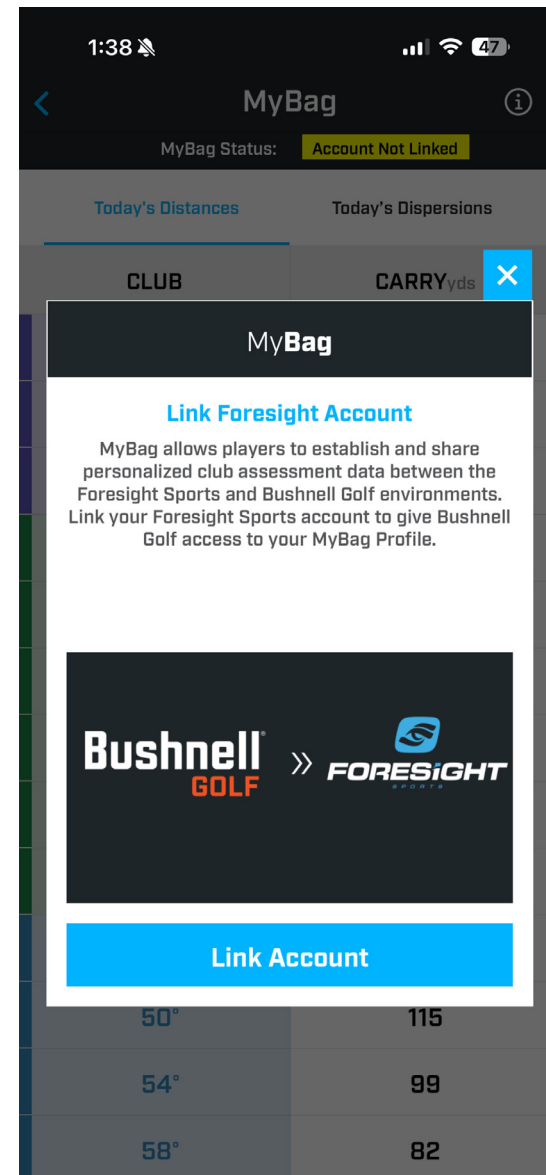 1:38
47
MyBag
MyBag Status: Account Not Linked
Today's Distances Today's Dispersions
CLUB CARRYyds
MyBag
Link Foresight Account
MyBag allows players to establish and share
personalized club assessment data between the
Foresight Sports and Bushnell Golf environments.
Link your Foresight Sports account to give Bushnell
Golf access to your MyBag Profile.
Bushnell
GOLF
»
FORESiGHT
SPORTS
Link Account
50° 115
54° 99
58° 82